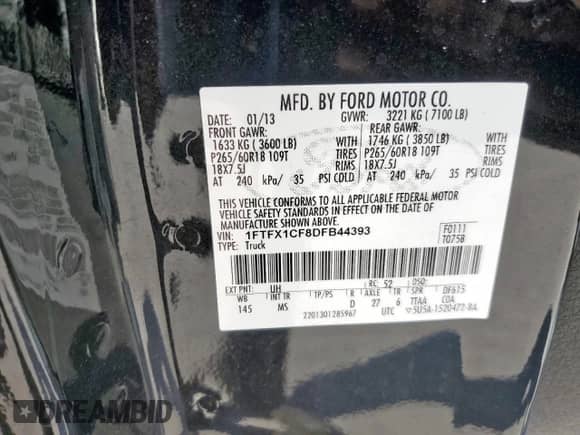 MFD. BY FORD MOTOR CO.
DATE: 01/13 GVWR: 3221 KG ( 7100 LB)
FRONT GAWR: REAR GAWR:
1633 KG ( 3600 LB) WITH 1746 KG ( 3850 LB) WITH
P265/60R18 109T TIRES P265/60R18 109T TIRES
18X7.5J RIMS 18X7.5J RIMS
AT 240 kPa/ 35 PSI COLD AT 240 kPa/ 35 PSI COLD
THIS VEHICLE CONFORMS TO ALL APPLICABLE FEDERAL MOTOR
VEHICLE SAFETY STANDARDS IN EFFECT ON THE DATE OF
MANUFACTURE SHOWN ABOVE.
VIN: 1FTFX1CF8DFB44393 F0111
TYPE: Truck T075B
EXT PNT: UH RC: 52 DSO:
WB INT TR TP/PS R AXLE TR SPR DF615
145 MS D 27 6 TTAA CDA
2201301285967 UTC 5U5A-1520472-BA
DREAMBID